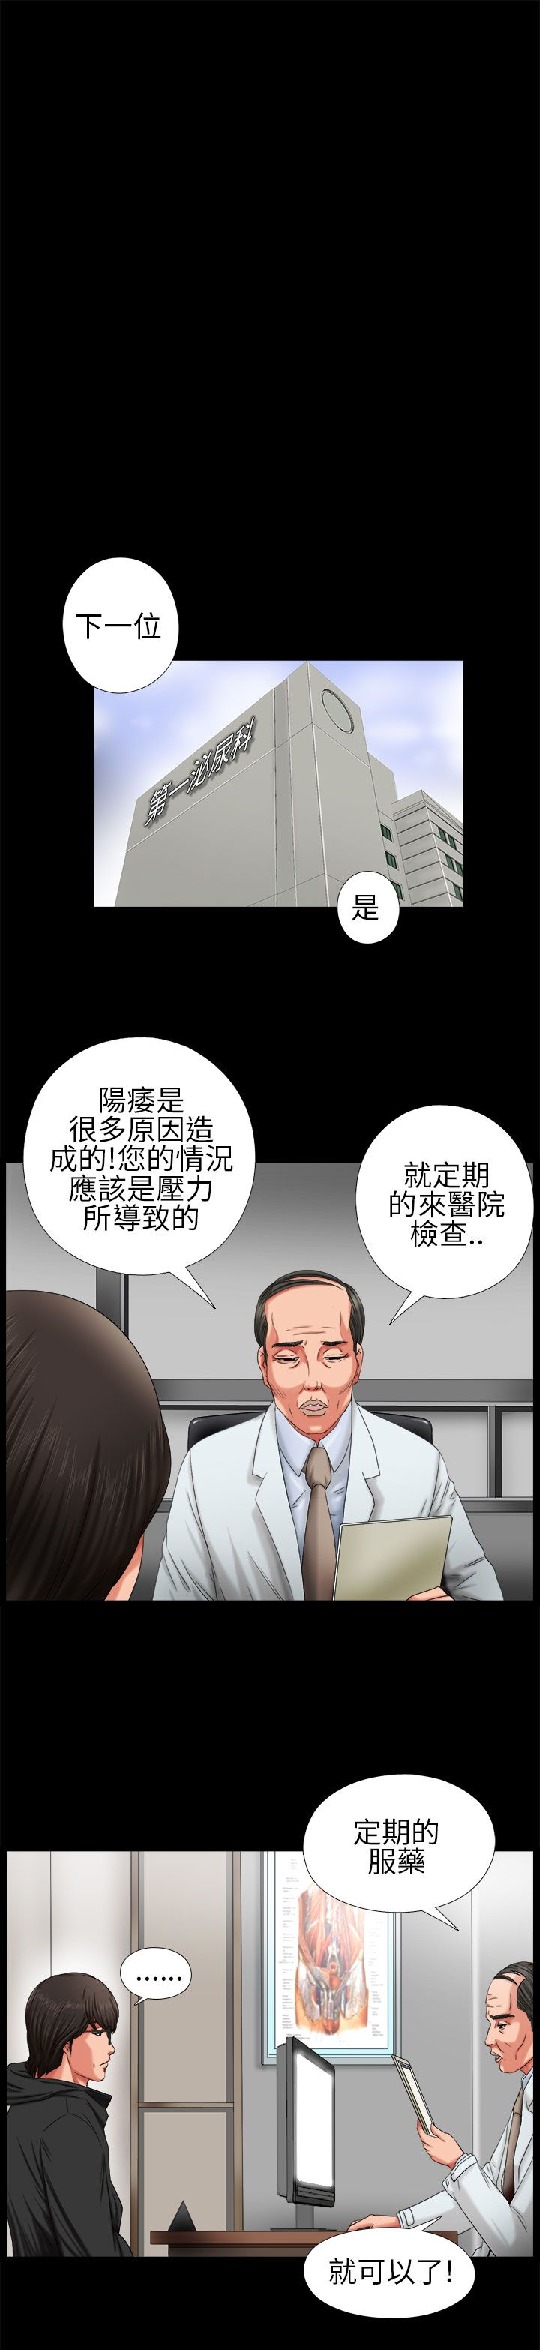 下一位
第一泌尿科
是
陽痿是
很多原因造
成的!您的情況
應該是壓力
所導致的
就定期
的來醫院
檢查..
定期的
服藥
......
就可以了!